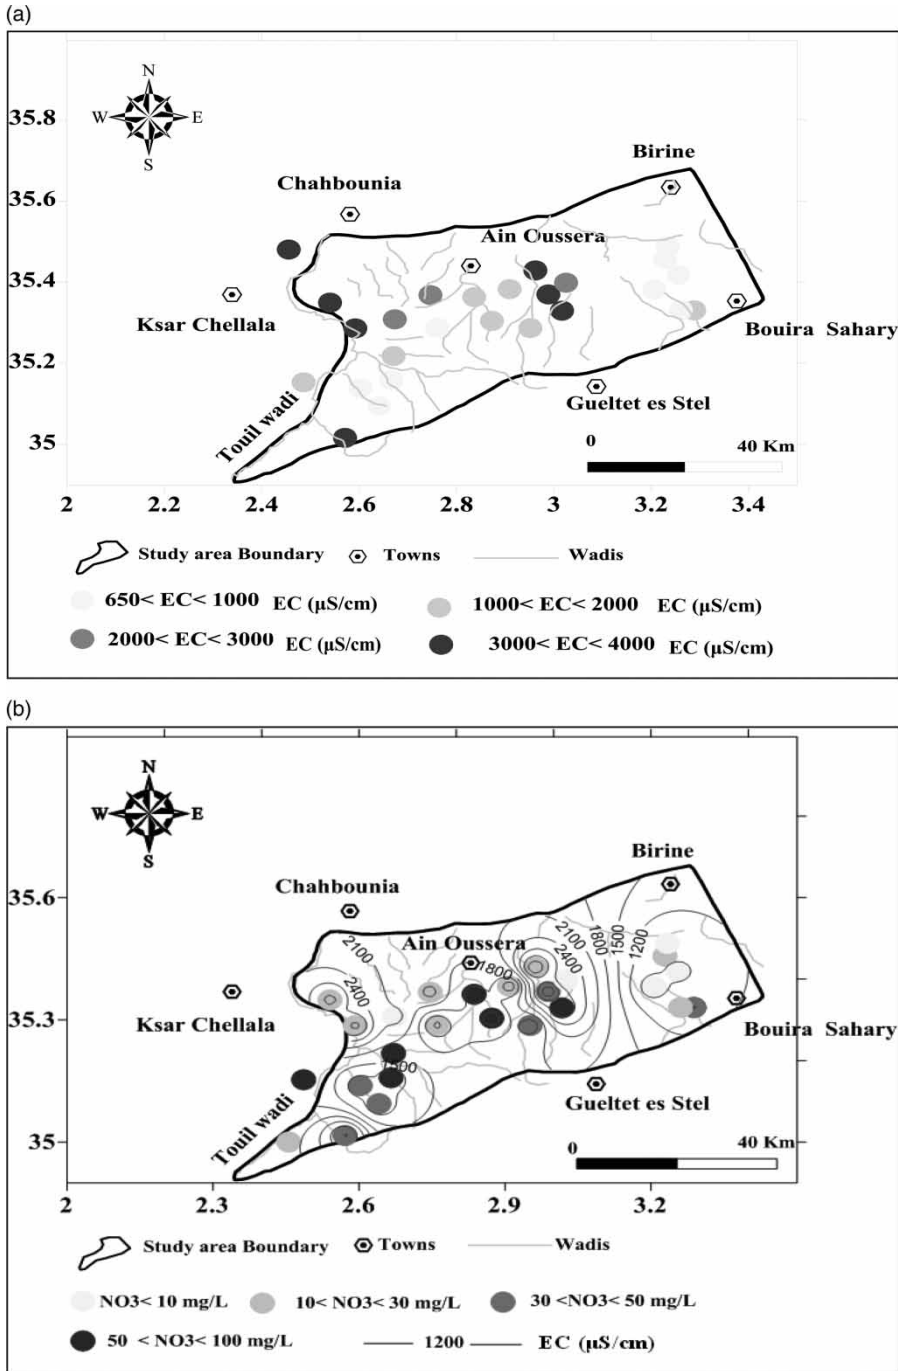 (a)
N
W E
S
35.8
35.6
35.4
35.2
35
Birine
Chahbounia
Ain Oussera
Ksar Chellala
Bouira Sahary
Gueltet es Stel
Touil wadi
0 40 Km
2 2.2 2.4 2.6 2.8 3 3.2 3.4
Study area Boundary Towns Wadis
650< EC< 1000 EC (µS/cm) 1000< EC< 2000 EC (µS/cm)
2000< EC< 3000 EC (µS/cm) 3000< EC< 4000 EC (µS/cm)
(b)
N
W E
S
35.6
35.3
35
Birine
Chahbounia
Ain Oussera
2100
2400
1800
2100
2400
1800
1500
1200
1500
Ksar Chellala
Bouira Sahary
Gueltet es Stel
Touil wadi
0 40 Km
2 2.3 2.6 2.9 3.2
Study area Boundary Towns Wadis
NO3< 10 mg/L 10< NO3< 30 mg/L 30 <NO3< 50 mg/L
50 < NO3< 100 mg/L 1200 EC (µS/cm)